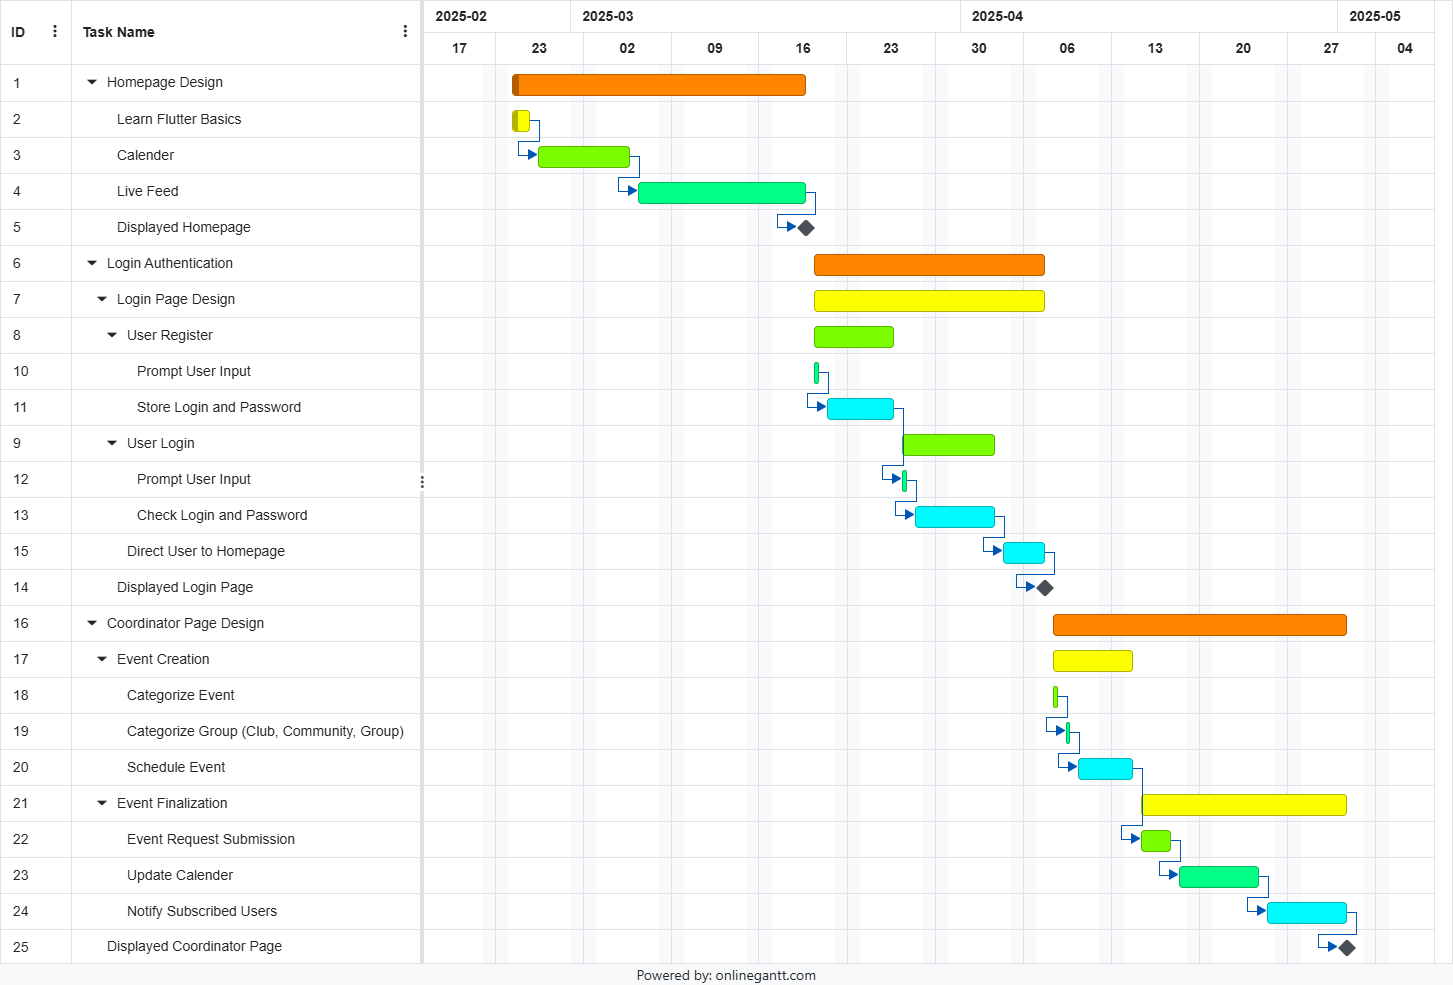 ID Task Name 2025-02 2025-03 2025-04 2025-05
17 23 02 09 16 23 30 06 13 20 27 04
1 Homepage Design
2 Learn Flutter Basics
3 Calender
4 Live Feed
5 Displayed Homepage
6 Login Authentication
7 Login Page Design
8 User Register
10 Prompt User Input
11 Store Login and Password
9 User Login
12 Prompt User Input
13 Check Login and Password
15 Direct User to Homepage
14 Displayed Login Page
16 Coordinator Page Design
17 Event Creation
18 Categorize Event
19 Categorize Group (Club, Community, Group)
20 Schedule Event
21 Event Finalization
22 Event Request Submission
23 Update Calender
24 Notify Subscribed Users
25 Displayed Coordinator Page
Powered by: onlinegantt.com